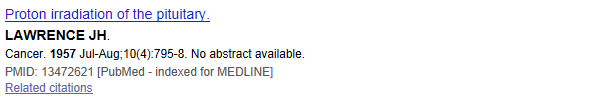 Proton irradiation of the pituitary.
LAWRENCE JH.
Cancer. 1957 Jul-Aug;10(4):795-8. No abstract available.
PMID: 13472621 [PubMed - indexed for MEDLINE]
Related citations